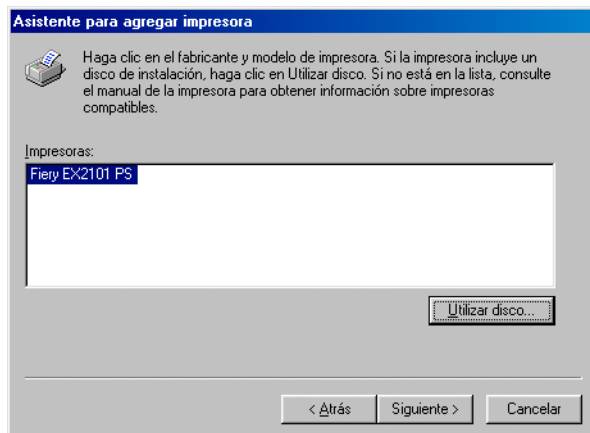 Asistente para agregar impresora
Haga clic en el fabricante y modelo de impresora. Si la impresora incluye un
disco de instalación, haga clic en Utilizar disco. Si no está en la lista, consulte
el manual de la impresora para obtener información sobre impresoras
compatibles.
Impresoras:
Fiery EX2101 PS
Utilizar disco...
< Atrás
Siguiente >
Cancelar